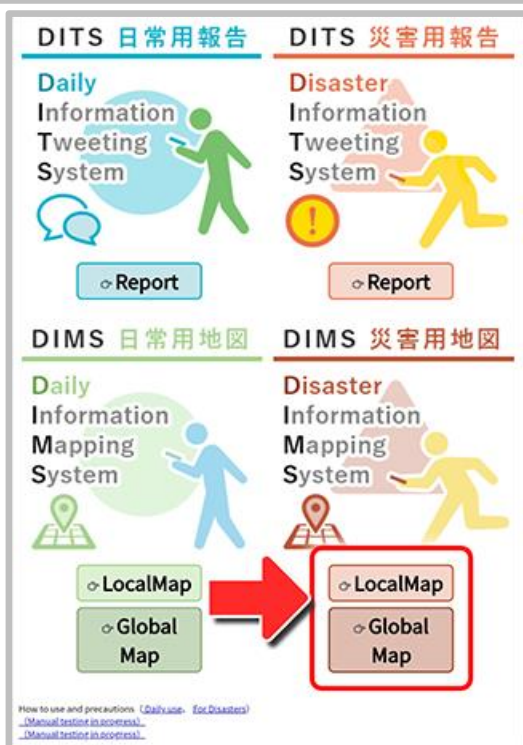 DITS 日常用報告
Daily
Information
Tweeting
System
Report
DITS 災害用報告
Disaster
Information
Tweeting
System
!
Report
DIMS 日常用地図
Daily
Information
Mapping
System
LocalMap
Global
Map
DIMS 災害用地図
Disaster
Information
Mapping
System
LocalMap
Global
Map
How to use and precautions （Daily use、 For Disasters）
（Manual testing in progress）
（Manual testing in progress）